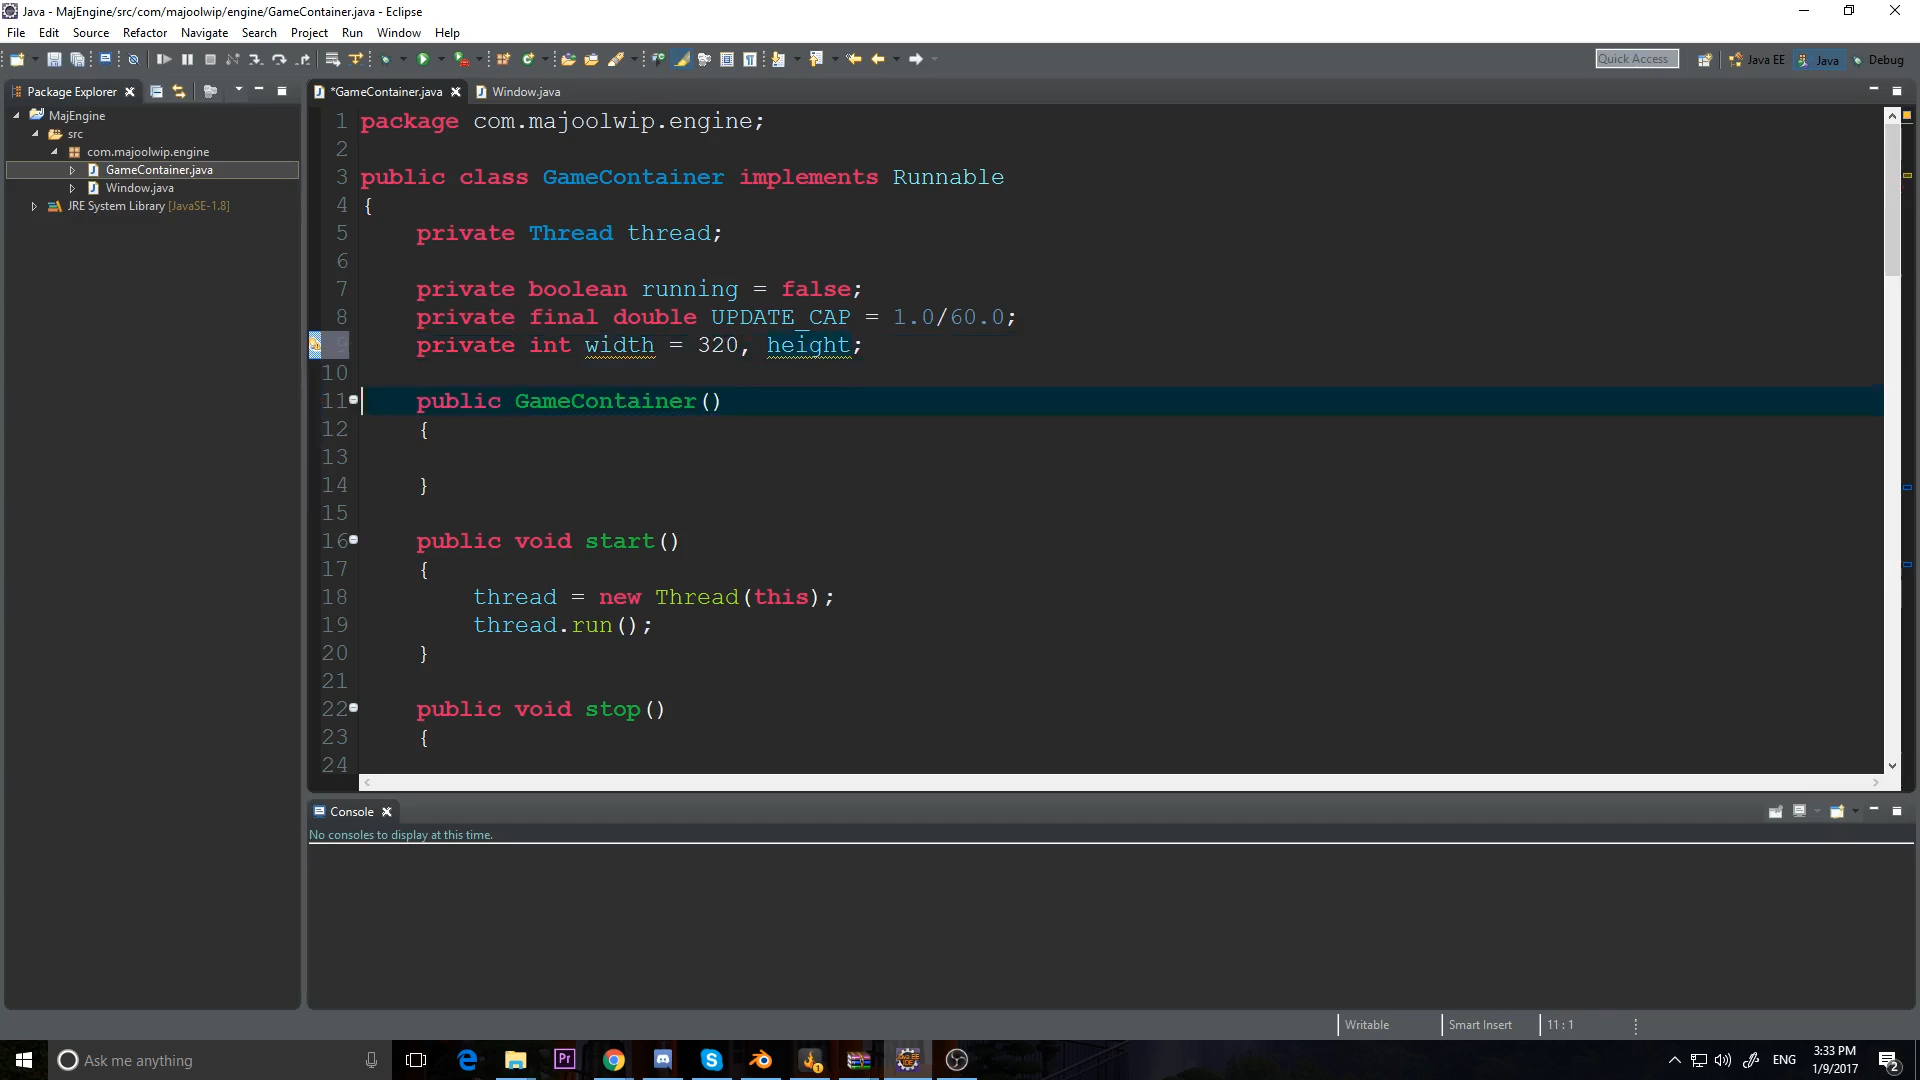 Java - MajEngine/src/com/majoolwip/engine/GameContainer.java - Eclipse
File Edit Source Refactor Navigate Search Project Run Window Help
Quick Access Java EE Java Debug
Package Explorer
*GameContainer.java Window.java
MajEngine
src
com.majoolwip.engine
GameContainer.java
Window.java
JRE System Library [JavaSE-1.8]
1 package com.majoolwip.engine;
2
3 public class GameContainer implements Runnable
4 {
5 private Thread thread;
6
7 private boolean running = false;
8 private final double UPDATE_CAP = 1.0/60.0;
9 private int width = 320, height;
10
11 public GameContainer()
12 {
13
14 }
15
16 public void start()
17 {
18 thread = new Thread(this);
19 thread.run();
20 }
21
22 public void stop()
23 {
24
Console
No consoles to display at this time.
Writable Smart Insert 11 : 1
Ask me anything
ENG
3:33 PM
1/9/2017